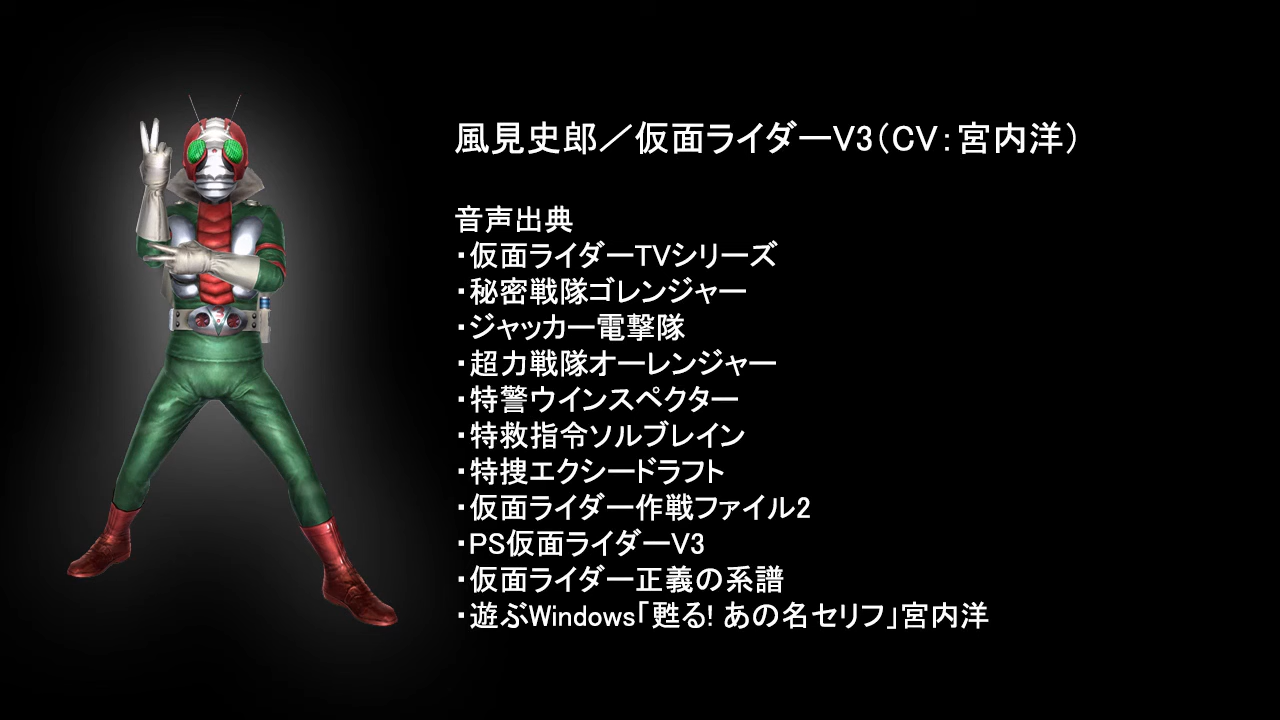 風見史郎／仮面ライダーV3（CV：宮内洋）
音声出典
・仮面ライダーTVシリーズ
・秘密戦隊ゴレンジャー
・ジャッカー電撃隊
・超力戦隊オーレンジャー
・特警ウインスペクター
・特救指令ソルブレイン
・特捜エクシードラフト
・仮面ライダー作戦ファイル2
・PS仮面ライダーV3
・仮面ライダー正義の系譜
・遊ぶWindows「甦る! あの名セリフ」宮内洋